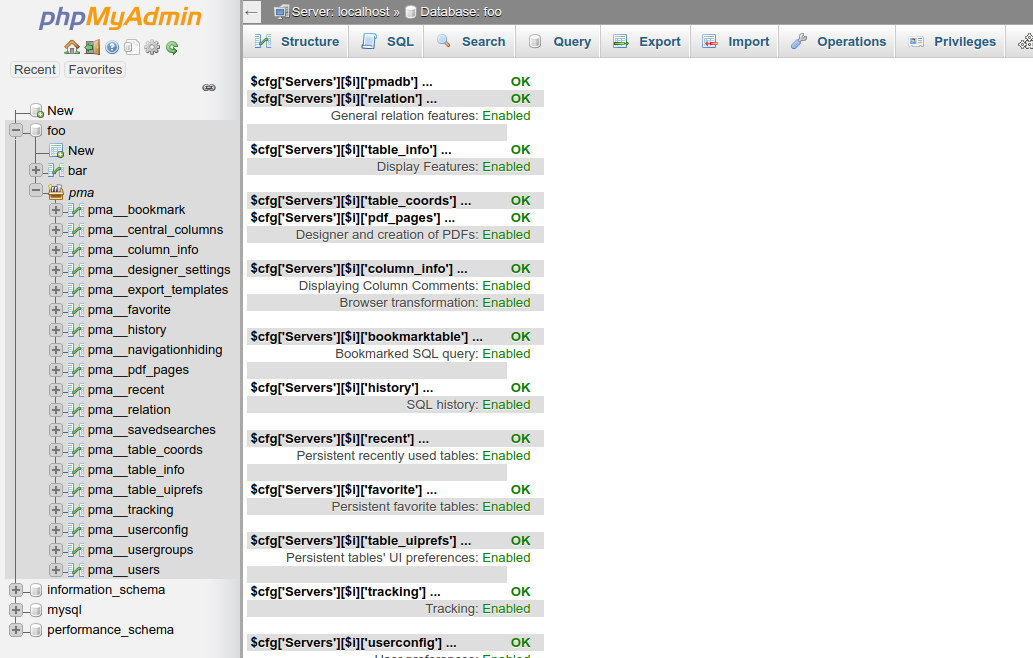 phpMyAdmin
Recent Favorites
New
foo
New
bar
pma
pma__bookmark
pma__central_columns
pma__column_info
pma__designer_settings
pma__export_templates
pma__favorite
pma__history
pma__navigationhiding
pma__pdf_pages
pma__recent
pma__relation
pma__savedsearches
pma__table_coords
pma__table_info
pma__table_uiprefs
pma__tracking
pma__userconfig
pma__usergroups
pma__users
information_schema
mysql
performance_schema
Server: localhost » Database: foo
Structure SQL Search Query Export Import Operations Privileges
$cfg['Servers'][$i]['pmadb'] ... OK
$cfg['Servers'][$i]['relation'] ... OK
General relation features: Enabled
$cfg['Servers'][$i]['table_info'] ... OK
Display Features: Enabled
$cfg['Servers'][$i]['table_coords'] ... OK
$cfg['Servers'][$i]['pdf_pages'] ... OK
Designer and creation of PDFs: Enabled
$cfg['Servers'][$i]['column_info'] ... OK
Displaying Column Comments: Enabled
Browser transformation: Enabled
$cfg['Servers'][$i]['bookmarktable'] ... OK
Bookmarked SQL query: Enabled
$cfg['Servers'][$i]['history'] ... OK
SQL history: Enabled
$cfg['Servers'][$i]['recent'] ... OK
Persistent recently used tables: Enabled
$cfg['Servers'][$i]['favorite'] ... OK
Persistent favorite tables: Enabled
$cfg['Servers'][$i]['table_uiprefs'] ... OK
Persistent tables' UI preferences: Enabled
$cfg['Servers'][$i]['tracking'] ... OK
Tracking: Enabled
$cfg['Servers'][$i]['userconfig'] ... OK